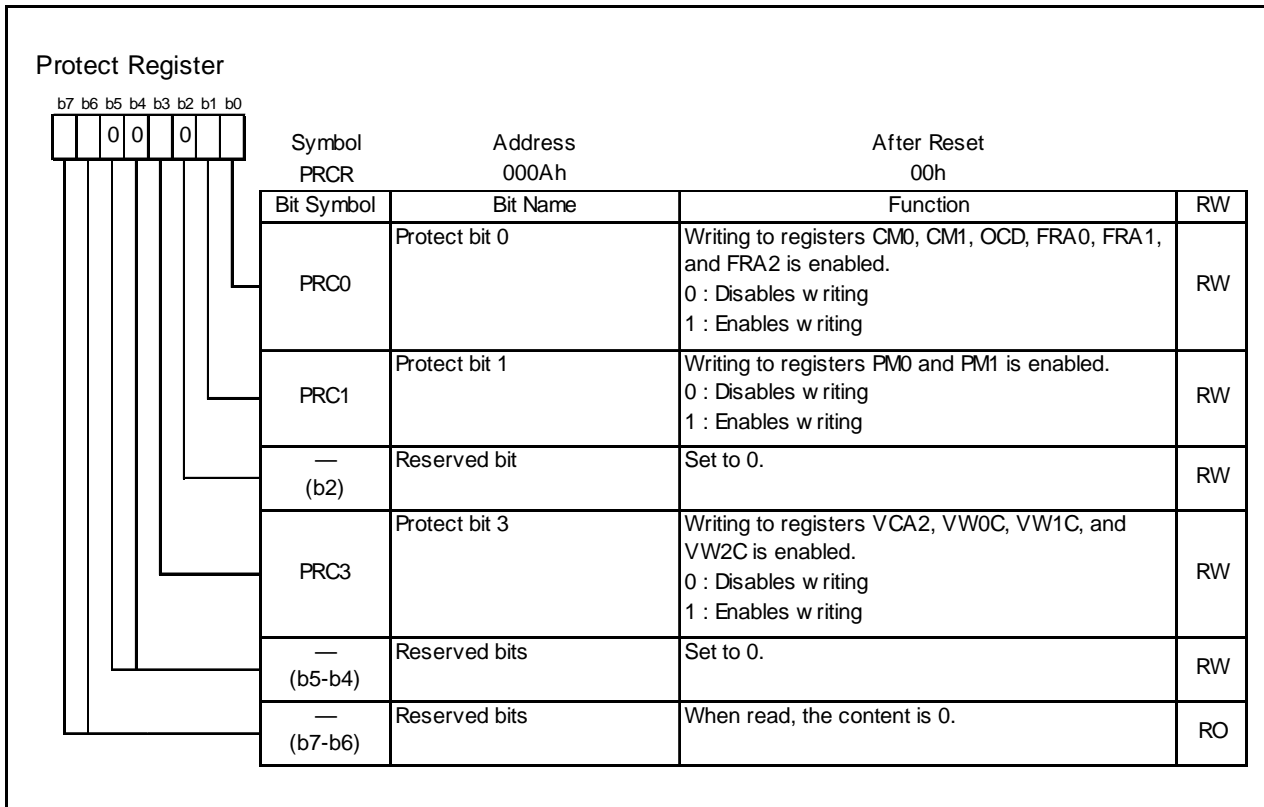 Protect Register
b7 b6 b5 b4 b3 b2 b1 b0
0 0 0
Symbol Address After Reset
PRCR 000Ah 00h
Bit Symbol Bit Name Function RW
PRC0 Protect bit 0 Writing to registers CM0, CM1, OCD, FRA0, FRA1,
and FRA2 is enabled.
0 : Disables w riting
1 : Enables w riting
RW
PRC1 Protect bit 1 Writing to registers PM0 and PM1 is enabled.
0 : Disables w riting
1 : Enables w riting
RW
—
(b2)
Reserved bit Set to 0. RW
PRC3 Protect bit 3 Writing to registers VCA2, VW0C, VW1C, and
VW2C is enabled.
0 : Disables w riting
1 : Enables w riting
RW
—
(b5-b4)
Reserved bits Set to 0. RW
—
(b7-b6)
Reserved bits When read, the content is 0. RO